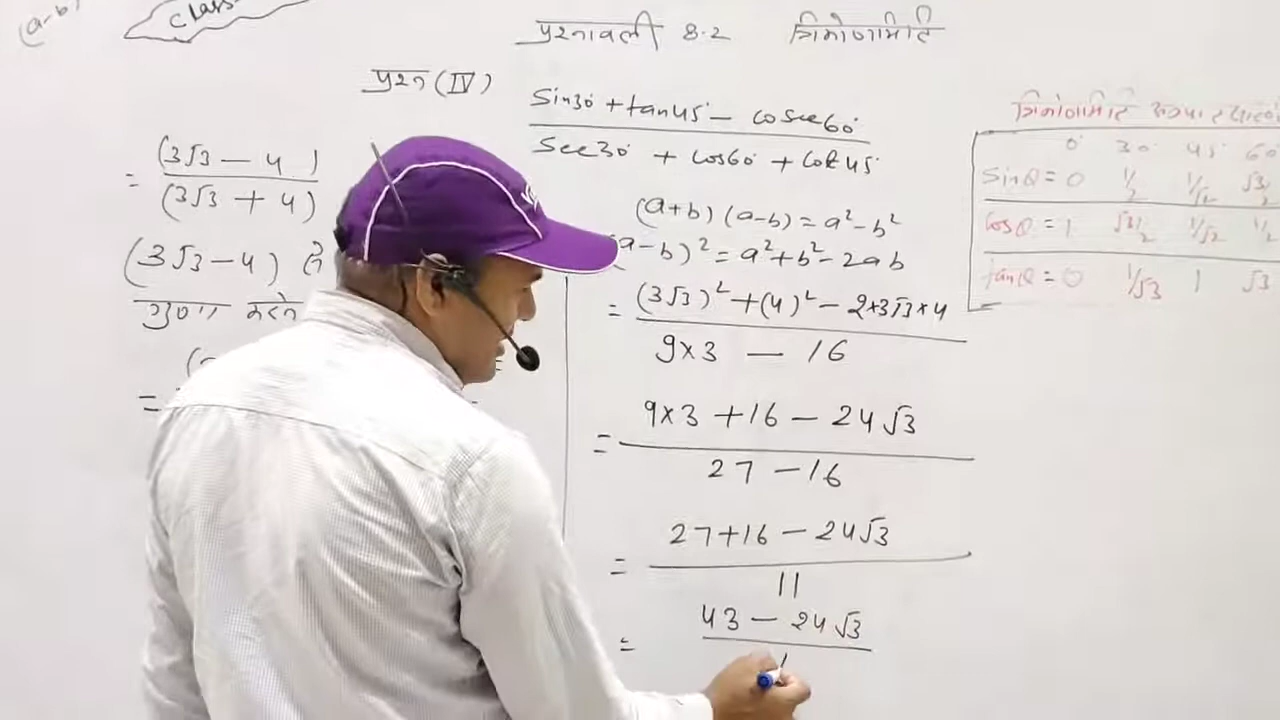 (a-b)
Class
प्रश्नावली 8.2 त्रिकोणमिति
प्रश्न (IV)
sin30° + tan45° - cosec60°
sec30° + cos60° + cot45°
= (3√3 - 4)
(3√3 + 4)
(3√3 - 4) से
गुणा करने
=
(a+b) (a-b) = a² - b²
a-b)² = a² + b² - 2ab
= (3√3)² + (4)² - 2×3√3×4
9×3 - 16
= 9×3 + 16 - 24√3
27 - 16
= 27+16 - 24√3
11
= 43 - 24√3
त्रिकोणमिति
0° 30° 45° 60
Sinθ = 0 1/2 1/√2 √3/
Cosθ = 1 √3/2 1/√2 1/2
tanθ = 0 1/√3 1 √3